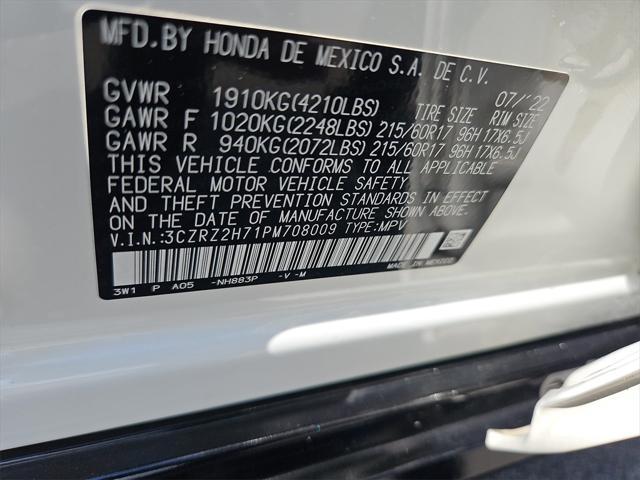 MFD.BY HONDA DE MEXICO S.A. DE C.V.
07/'22
GVWR 1910KG(4210LBS) TIRE SIZE RIM SIZE
GAWR F 1020KG(2248LBS) 215/60R17 96H 17X6.5J
GAWR R 940KG(2072LBS) 215/60R17 96H 17X6.5J
THIS VEHICLE CONFORMS TO ALL APPLICABLE
FEDERAL MOTOR VEHICLE SAFETY
AND THEFT PREVENTION STANDARDS IN EFFECT
ON THE DATE OF MANUFACTURE SHOWN ABOVE.
V.I.N.:3CZRZ2H71PM708009 TYPE:MPV
3W1 P A05 -NH883P -V -M
MADE IN MEXICO